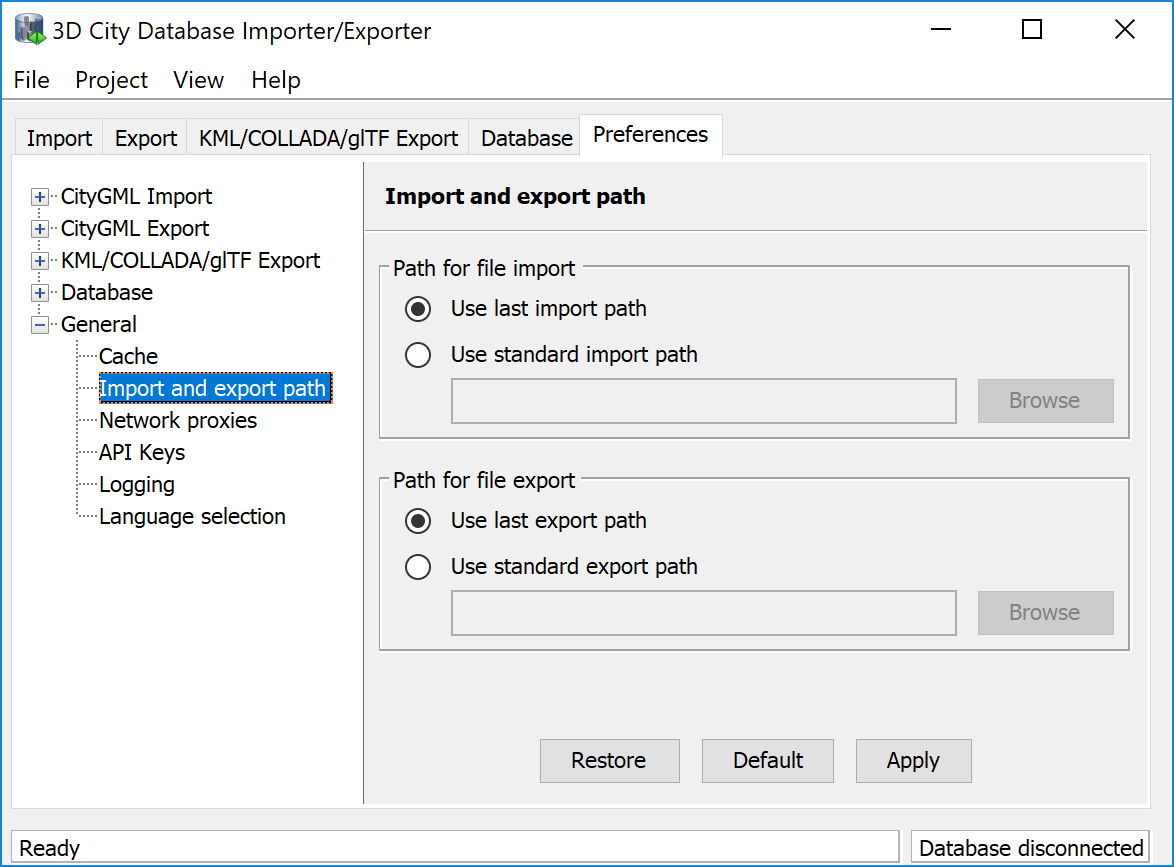 3D City Database Importer/Exporter
File Project View Help
Import Export KML/COLLADA/glTF Export Database Preferences
CityGML Import
CityGML Export
KML/COLLADA/glTF Export
Database
General
Cache
Import and export path
Network proxies
API Keys
Logging
Language selection
Import and export path
Path for file import
Use last import path
Use standard import path
Browse
Path for file export
Use last export path
Use standard export path
Browse
Restore Default Apply
Ready Database disconnected